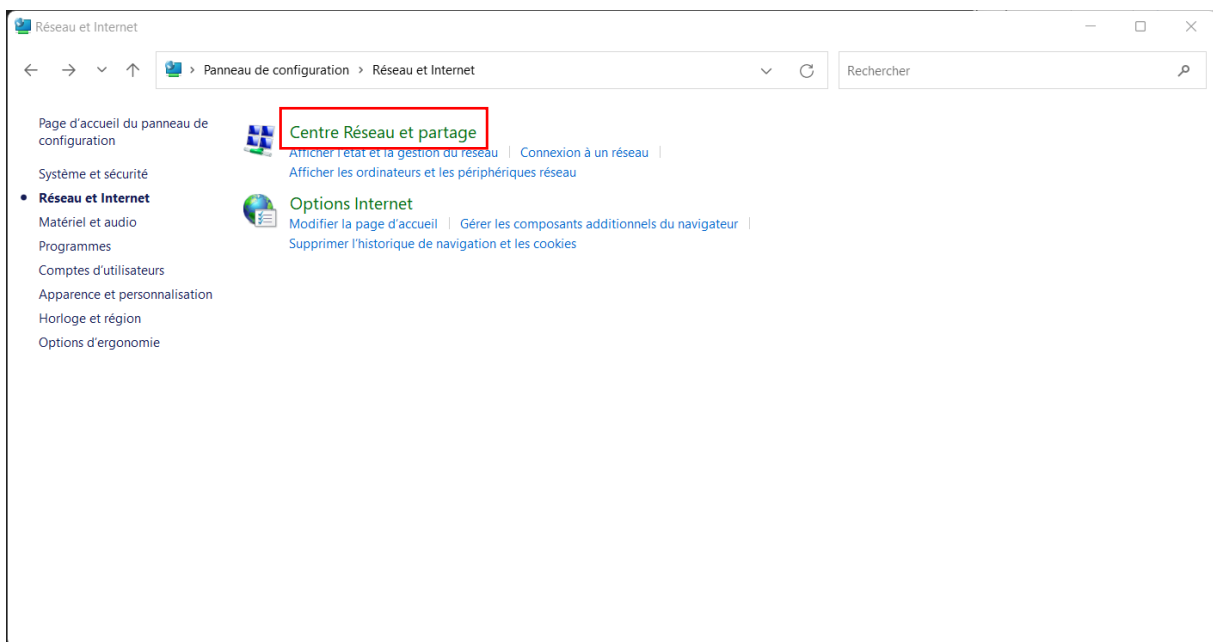 Réseau et Internet
Panneau de configuration > Réseau et Internet
Rechercher
Page d'accueil du panneau de
configuration
Système et sécurité
Réseau et Internet
Matériel et audio
Programmes
Comptes d'utilisateurs
Apparence et personnalisation
Horloge et région
Options d'ergonomie
Centre Réseau et partage
Afficher l'état et la gestion du réseau | Connexion à un réseau |
Afficher les ordinateurs et les périphériques réseau
Options Internet
Modifier la page d'accueil | Gérer les composants additionnels du navigateur |
Supprimer l'historique de navigation et les cookies